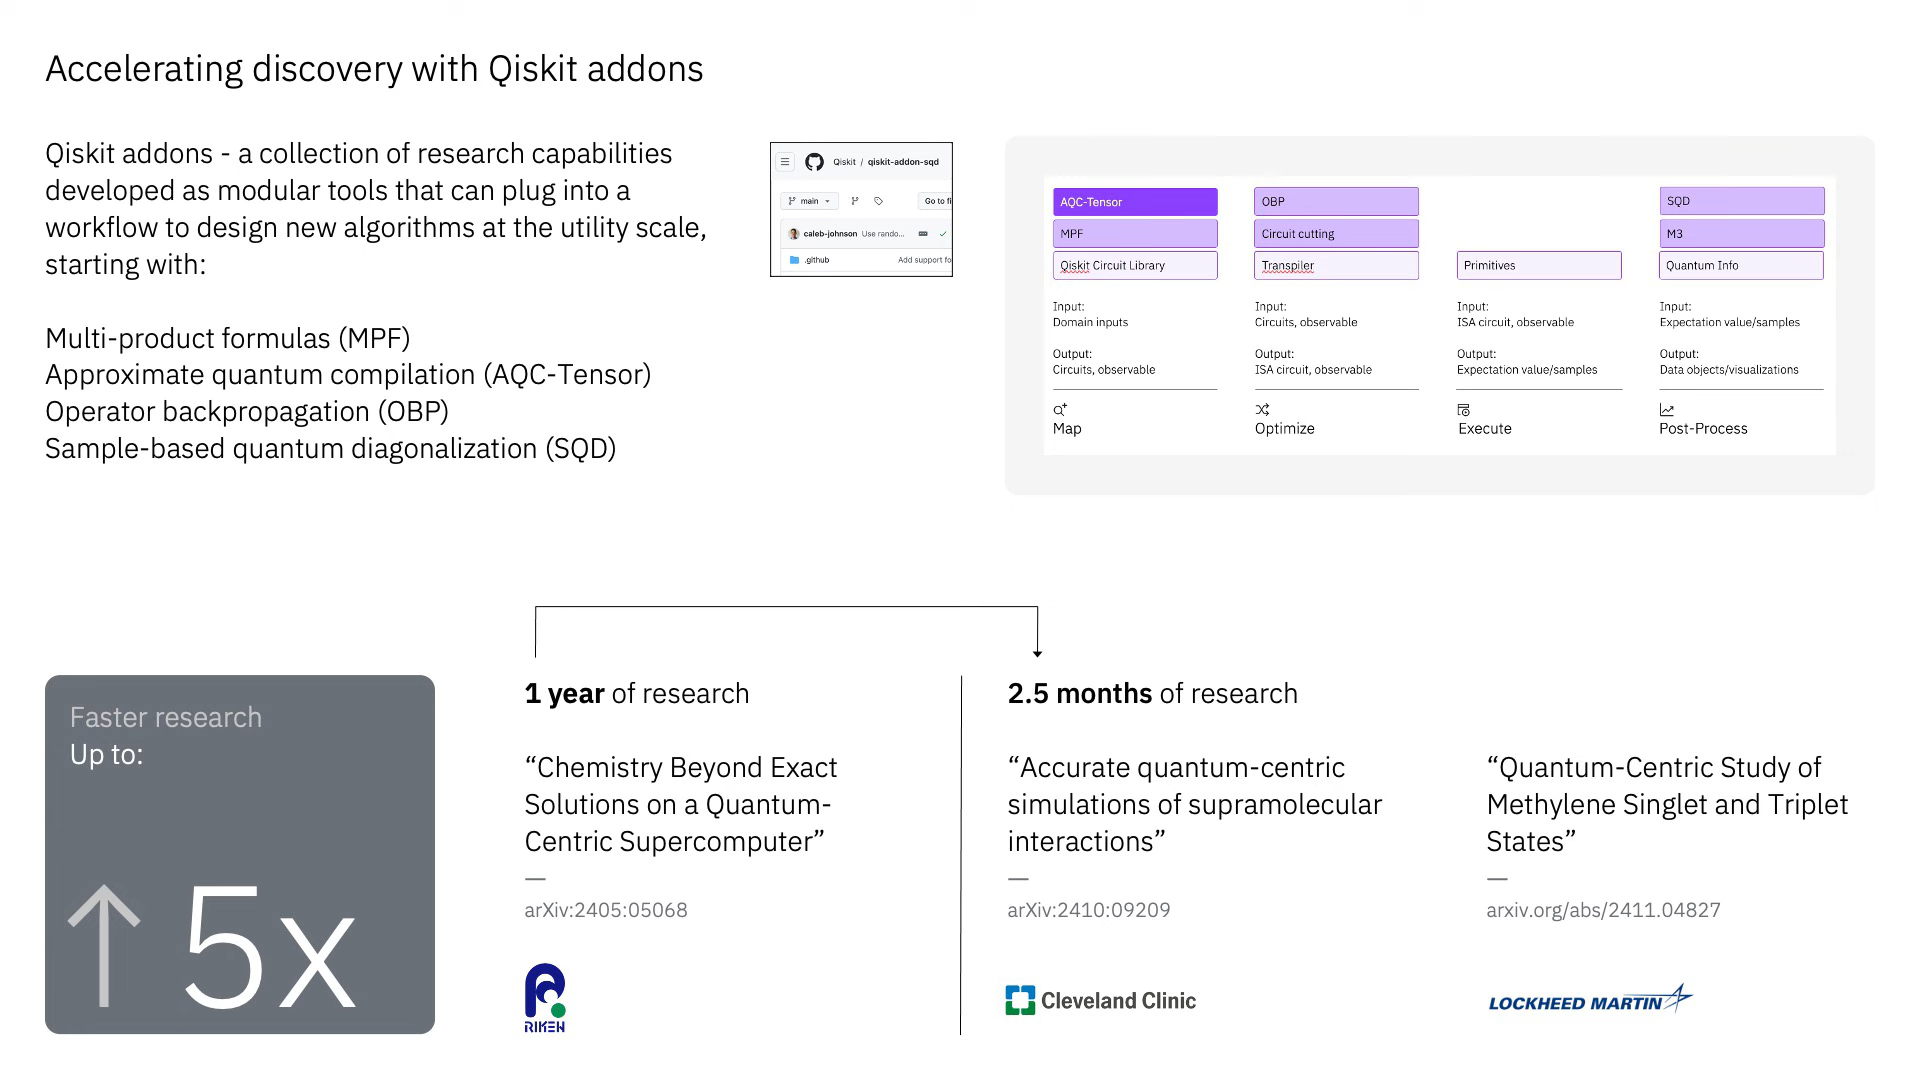 Accelerating discovery with Qiskit addons
Qiskit addons - a collection of research capabilities
developed as modular tools that can plug into a
workflow to design new algorithms at the utility scale,
starting with:
Multi-product formulas (MPF)
Approximate quantum compilation (AQC-Tensor)
Operator backpropagation (OBP)
Sample-based quantum diagonalization (SQD)
Qiskit / qiskit-addon-sqd
main
Go to fi
caleb-johnson Use rando...
.github Add support fo
AQC-Tensor
MPF
Qiskit Circuit Library
Input:
Domain inputs
Output:
Circuits, observable
Map
OBP
Circuit cutting
Transpiler
Input:
Circuits, observable
Output:
ISA circuit, observable
Optimize
Primitives
Input:
ISA circuit, observable
Output:
Expectation value/samples
Execute
SQD
M3
Quantum Info
Input:
Expectation value/samples
Output:
Data objects/visualizations
Post-Process
Faster research
Up to:
5x
1 year of research
“Chemistry Beyond Exact
Solutions on a Quantum-
Centric Supercomputer”
—
arXiv:2405:05068
RIKEN
2.5 months of research
“Accurate quantum-centric
simulations of supramolecular
interactions”
—
arXiv:2410:09209
Cleveland Clinic
“Quantum-Centric Study of
Methylene Singlet and Triplet
States”
—
arxiv.org/abs/2411.04827
LOCKHEED MARTIN